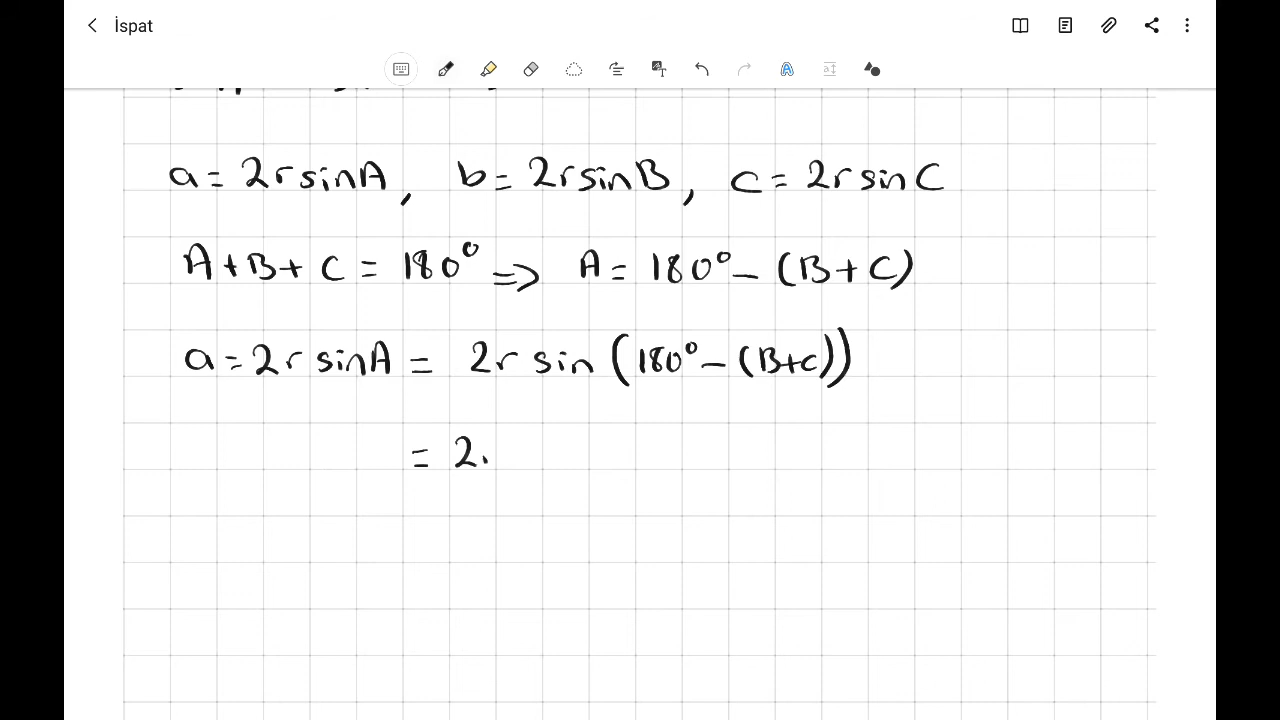 İspat
a = 2r sinA, b = 2r sinB, c = 2r sinC
A + B + C = 180° => A = 180° - (B + C)
a = 2r sinA = 2r sin (180° - (B+C))
= 2.